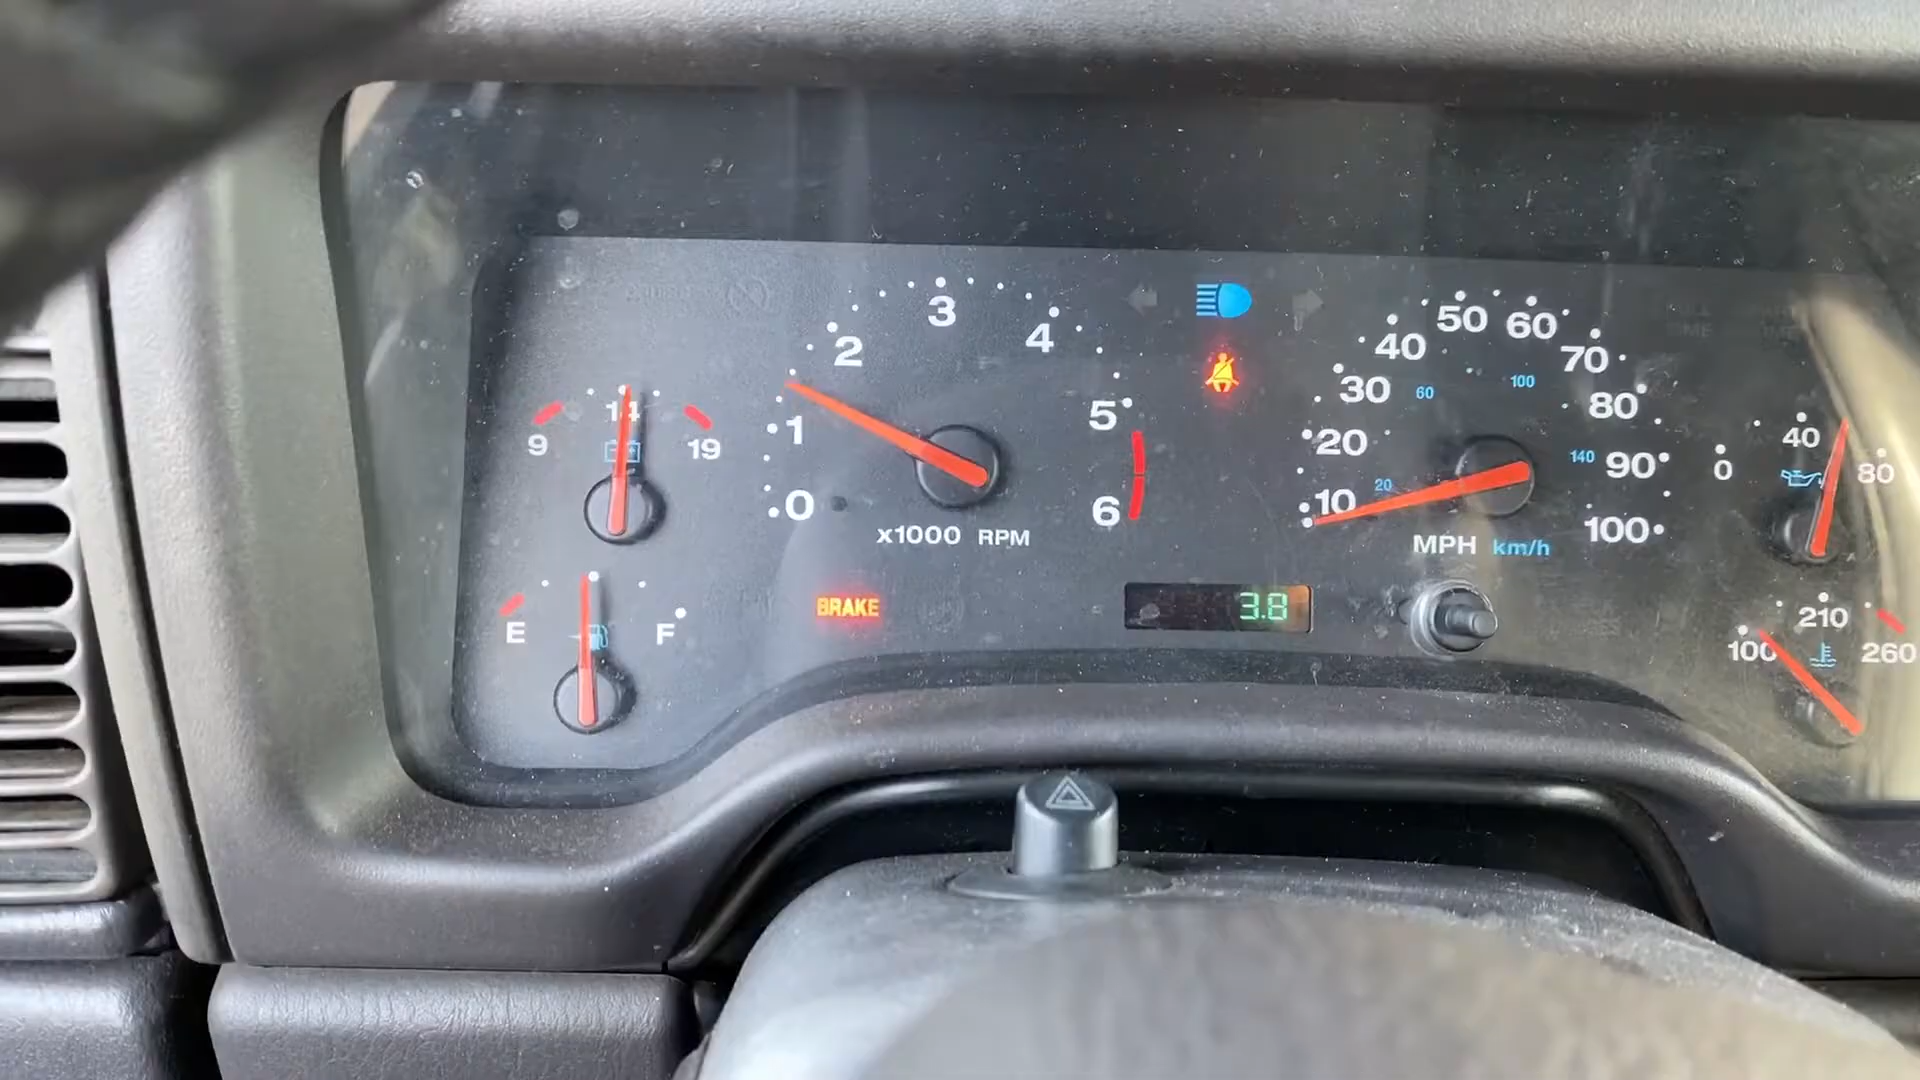 9 14 19
E F
0 1 2 3 4 5 6
x1000 RPM
BRAKE
10 20 30 40 50 60 70 80 90 100
20 60 100 140
MPH km/h
3.8
0 40 80
100 210 260